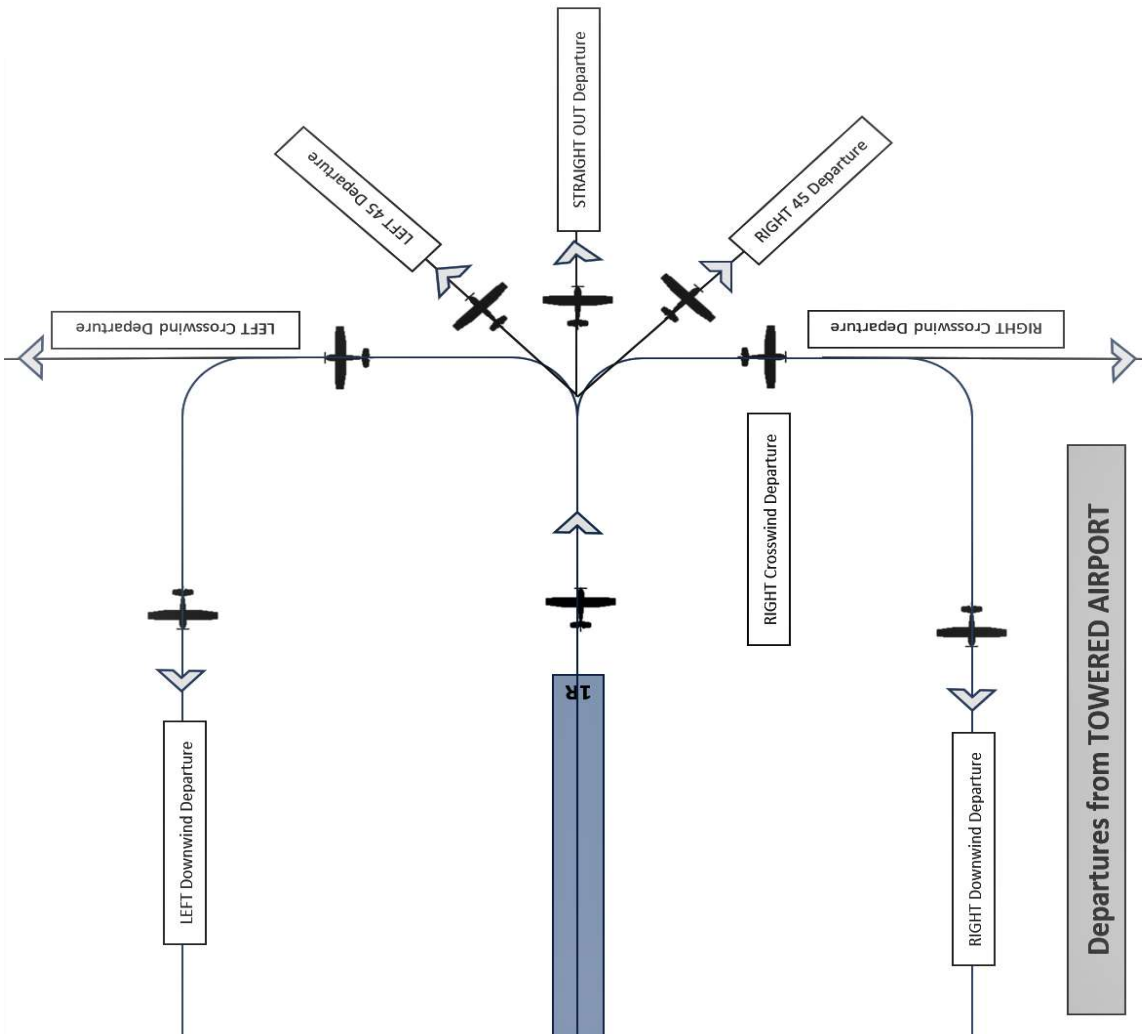 STRAIGHT OUT Departure
LEFT 45 Departure
RIGHT 45 Departure
LEFT Crosswind Departure
RIGHT Crosswind Departure
RIGHT Crosswind Departure
1R
LEFT Downwind Departure
RIGHT Downwind Departure
Departures from TOWERED AIRPORT